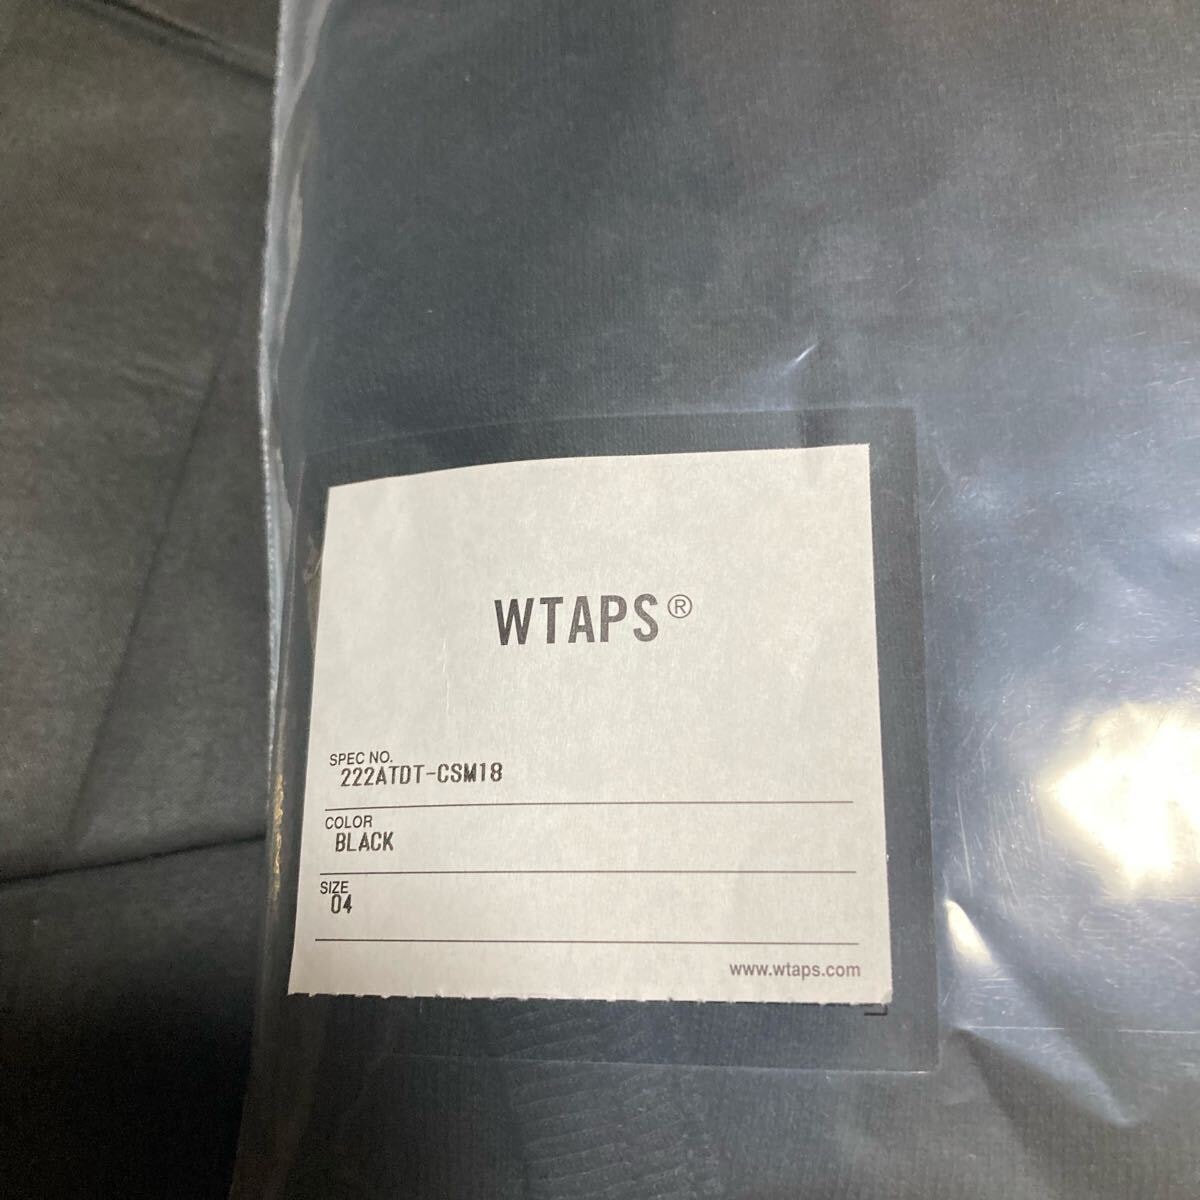 WTAPS®
SPEC NO.
222ATDT-CSM18
COLOR
BLACK
SIZE
04
www.wtaps.com